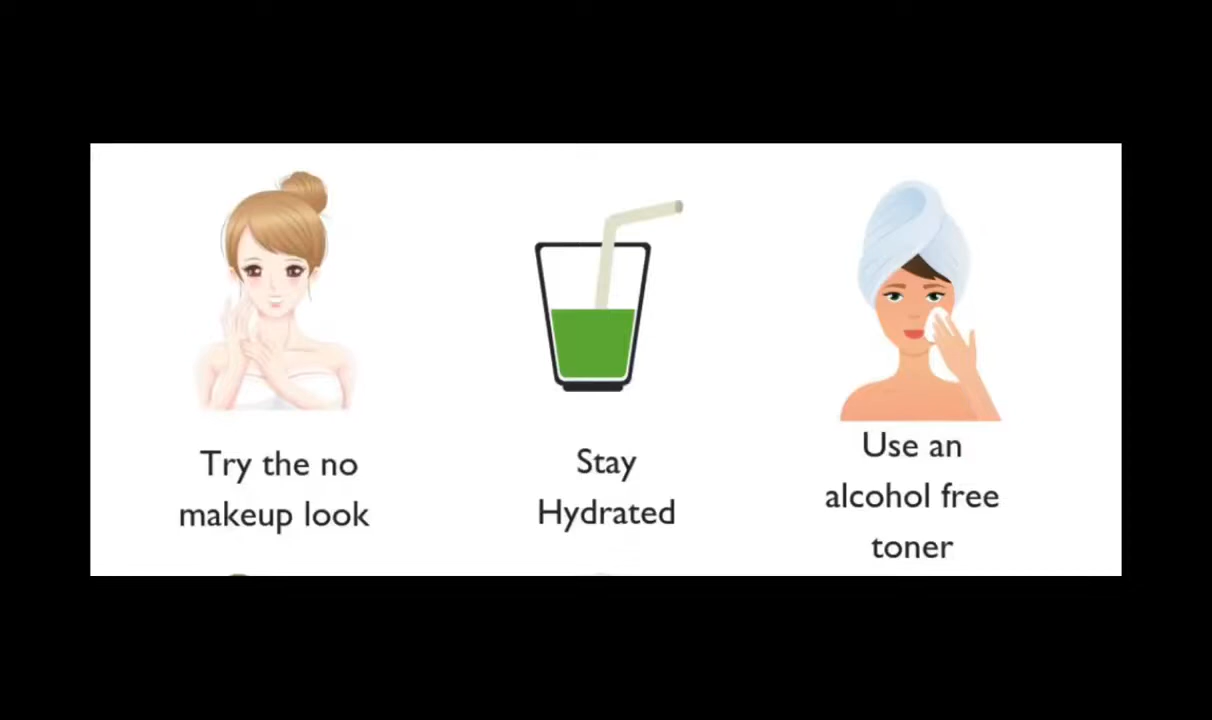 Try the no
makeup look
Stay
Hydrated
Use an
alcohol free
toner